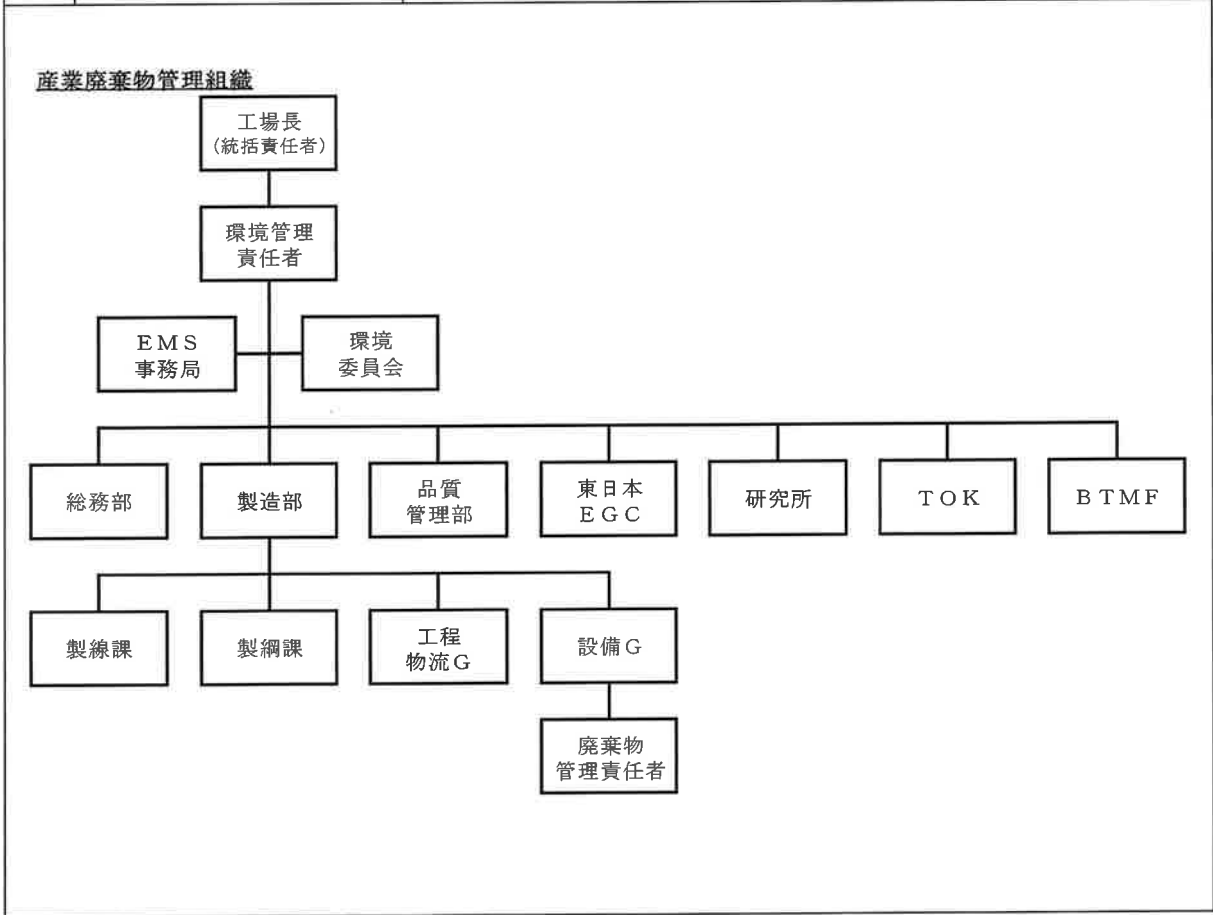 産業廃棄物管理組織
工場長
(統括責任者)
環境管理
責任者
EMS
事務局
環境
委員会
総務部
製造部
品質
管理部
東日本
EGC
研究所
TOK
BTMF
製線課
製綱課
工程
物流G
設備G
廃棄物
管理責任者